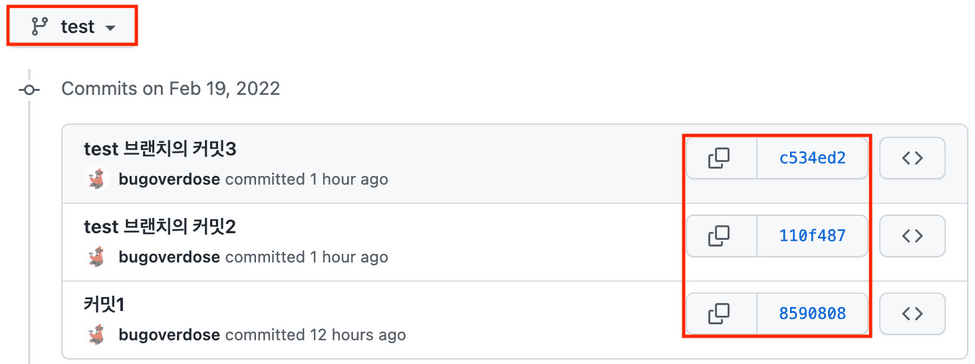 test
Commits on Feb 19, 2022
test 브랜치의 커밋3
bugoverdose committed 1 hour ago
c534ed2
test 브랜치의 커밋2
bugoverdose committed 1 hour ago
110f487
커밋1
bugoverdose committed 12 hours ago
8590808